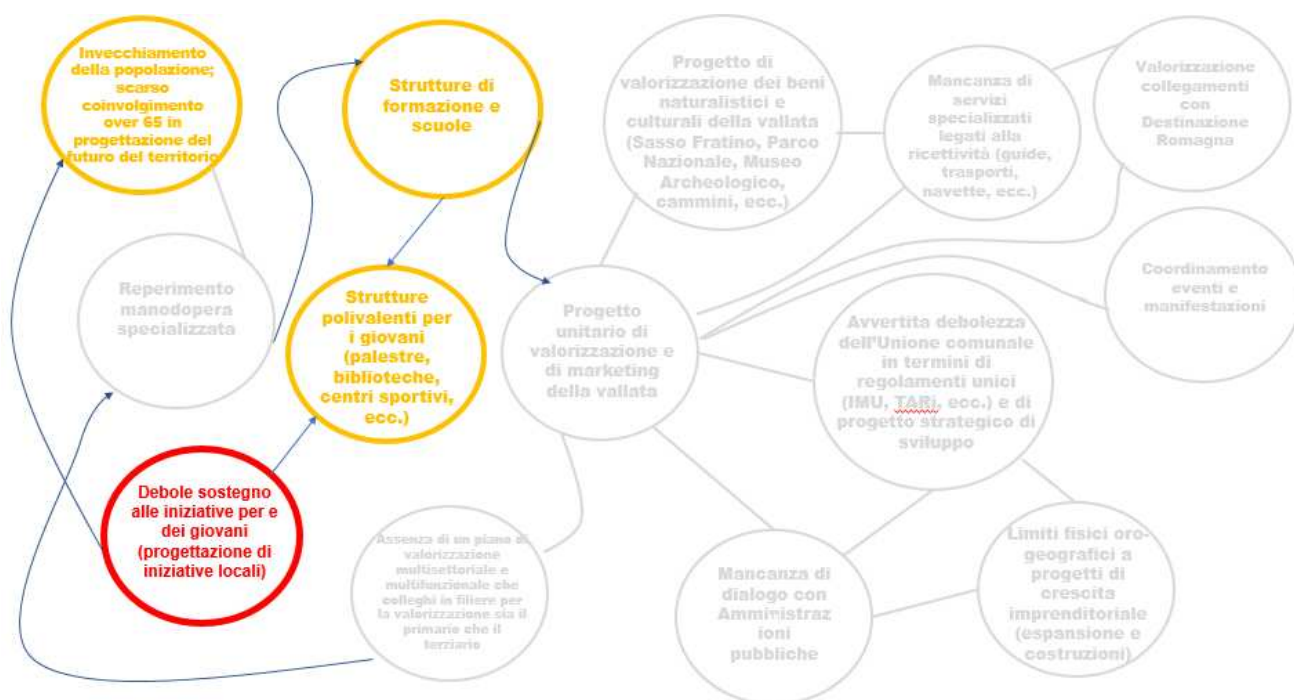 Invecchiamento
della popolazione;
scarso
coinvolgimento
over 65 in
progettazione del
futuro del territorio
Strutture di
formazione e
scuole
Progetto di
valorizzazione dei beni
naturalistici e
culturali della vallata
(Sasso Fratino, Parco
Nazionale, Museo
Archeologico,
cammini, ecc.)
Mancanza di
servizi
specializzati
legati alla
ricettività (guide,
trasporti,
navette, ecc.)
Valorizzazione
collegamenti
con
Destinazione
Romagna
Reperimento
manodopera
specializzata
Strutture
polivalenti per
i giovani
(palestre,
biblioteche,
centri sportivi,
ecc.)
Progetto
unitario di
valorizzazione e
di marketing
della vallata
Avvertita debolezza
dell'Unione comunale
in termini di
regolamenti unici
(IMU, TARi, ecc.) e di
progetto strategico di
sviluppo
Coordinamento
eventi e
manifestazioni
Debole sostegno
alle iniziative per e
dei giovani
(progettazione di
iniziative locali)
Assenza di un piano di
valorizzazione
multisettoriale e
multifunzionale che
colleghi in filiere per
la valorizzazione sia il
primario che il
terziario
Mancanza di
dialogo con
Amministraz
ioni
pubbliche
Limiti fisici oro-
geografici a
progetti di
crescita
imprenditoriale
(espansione e
costruzioni)